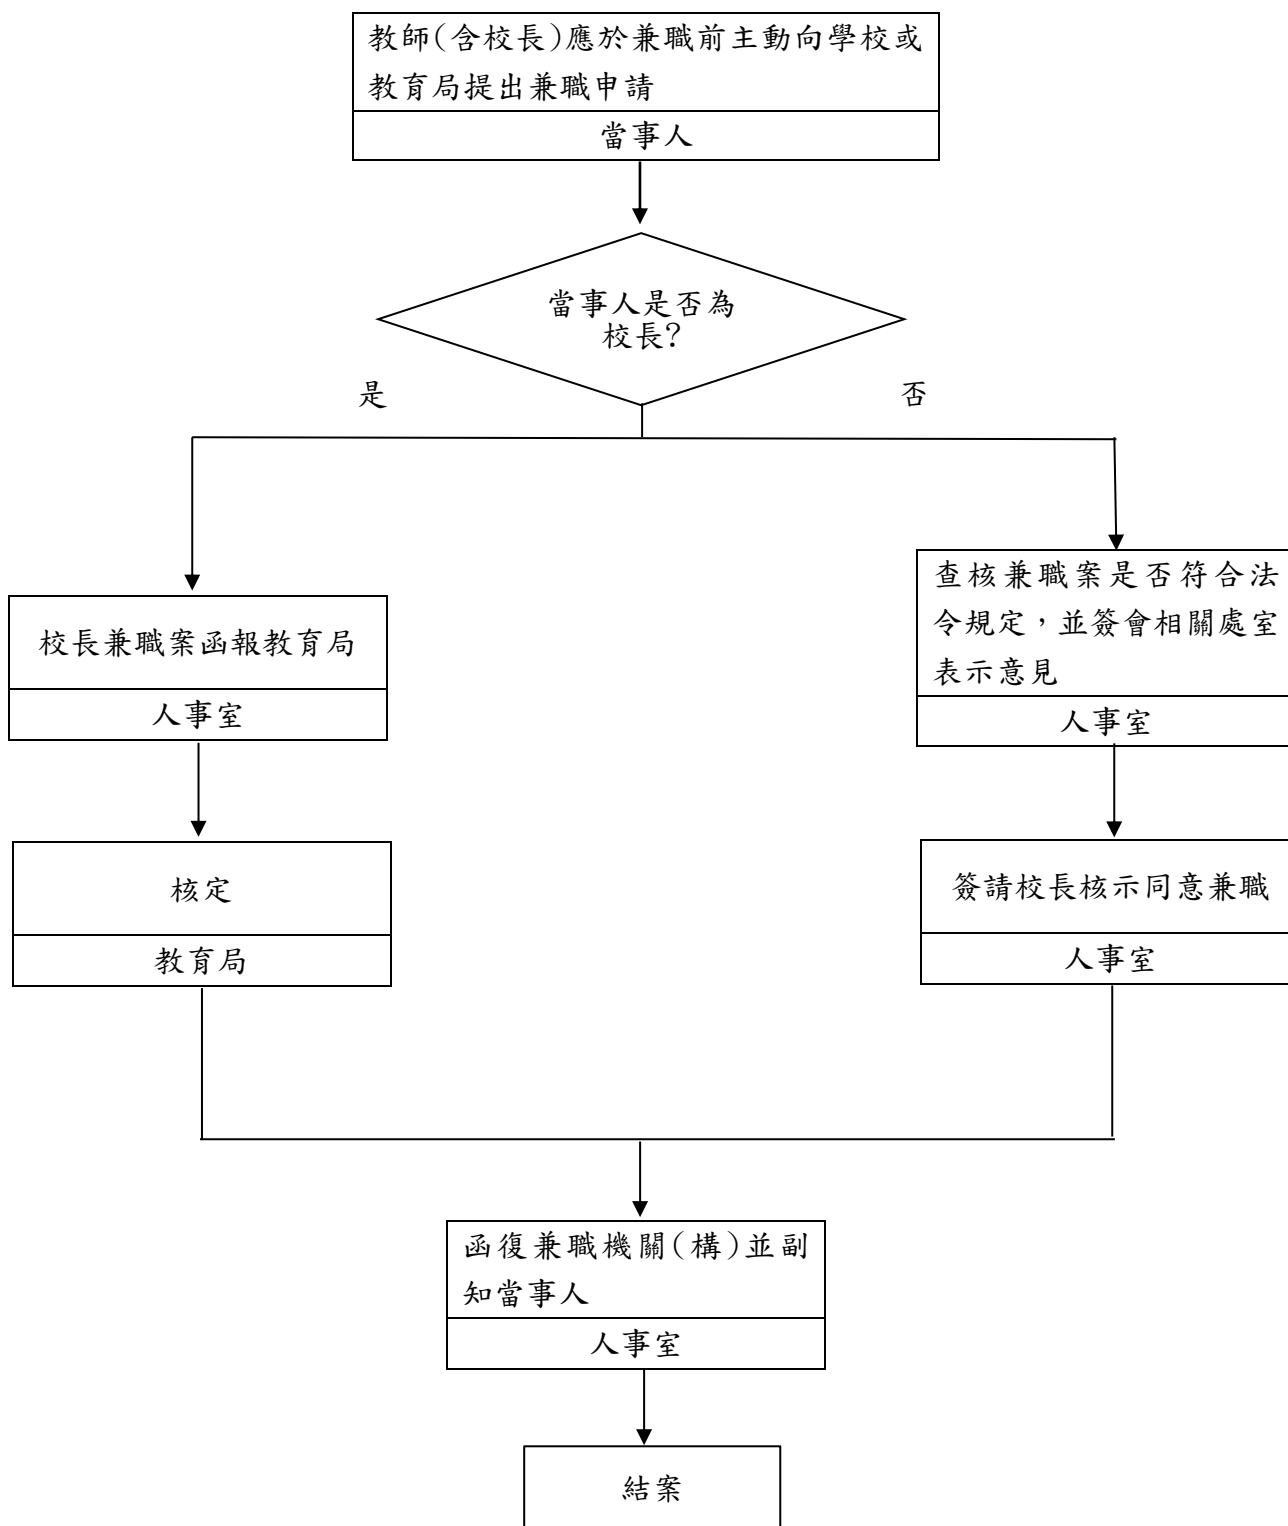 教師(含校長)應於兼職前主動向學校或
教育局提出兼職申請
當事人
當事人是否為
校長?
是
否
校長兼職案函報教育局
人事室
核定
教育局
查核兼職案是否符合法
令規定，並簽會相關處室
表示意見
人事室
簽請校長核示同意兼職
人事室
函復兼職機關(構)並副
知當事人
人事室
結案